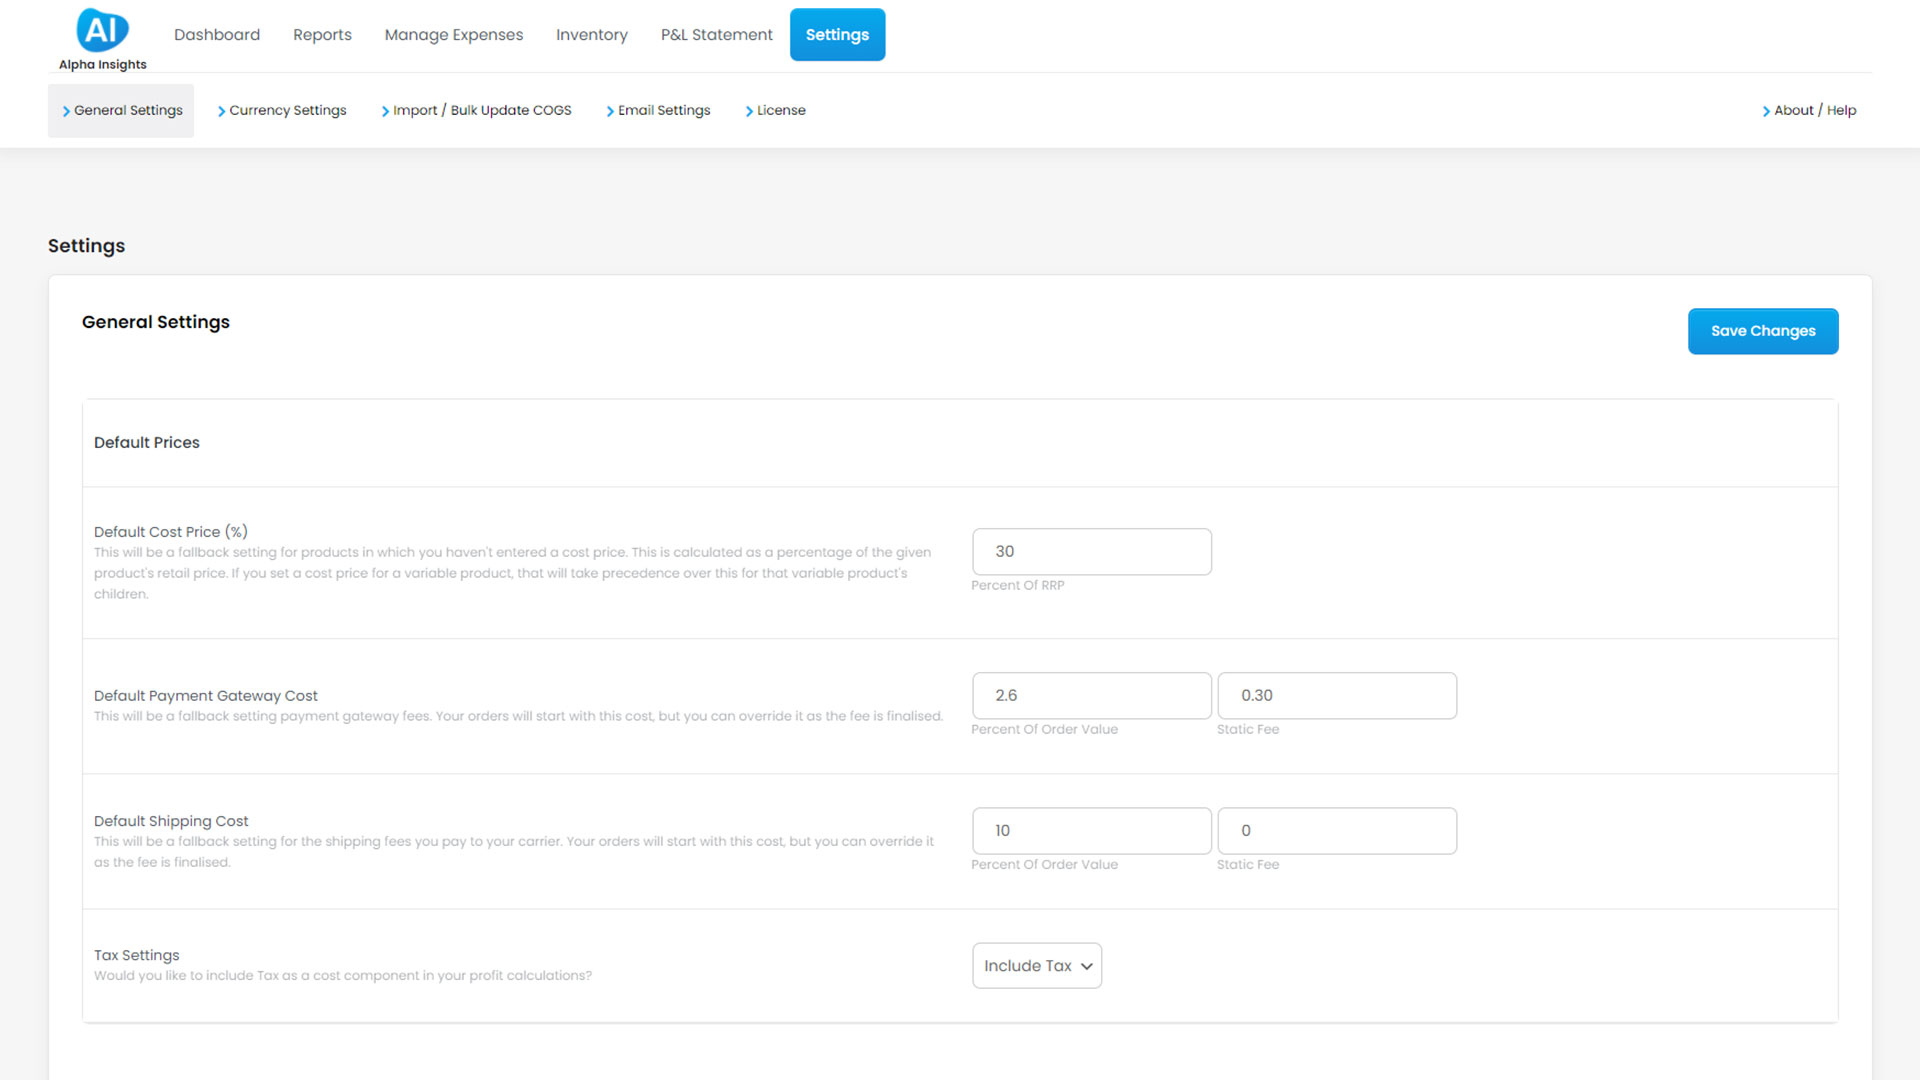 AI
Alpha Insights
Dashboard
Reports
Manage Expenses
Inventory
P&L Statement
Settings
General Settings
Currency Settings
Import / Bulk Update COGS
Email Settings
License
About / Help
Settings
General Settings
Save Changes
Default Prices
Default Cost Price (%)
This will be a fallback setting for products in which you haven't entered a cost price. This is calculated as a percentage of the given
product's retail price. If you set a cost price for a variable product, that will take precedence over this for that variable product's
children.
30
Percent Of RRP
Default Payment Gateway Cost
This will be a fallback setting payment gateway fees. Your orders will start with this cost, but you can override it as the fee is finalised.
2.6
Percent Of Order Value
0.30
Static Fee
Default Shipping Cost
This will be a fallback setting for the shipping fees you pay to your carrier. Your orders will start with this cost, but you can override it
as the fee is finalised.
10
Percent Of Order Value
0
Static Fee
Tax Settings
Would you like to include Tax as a cost component in your profit calculations?
Include Tax